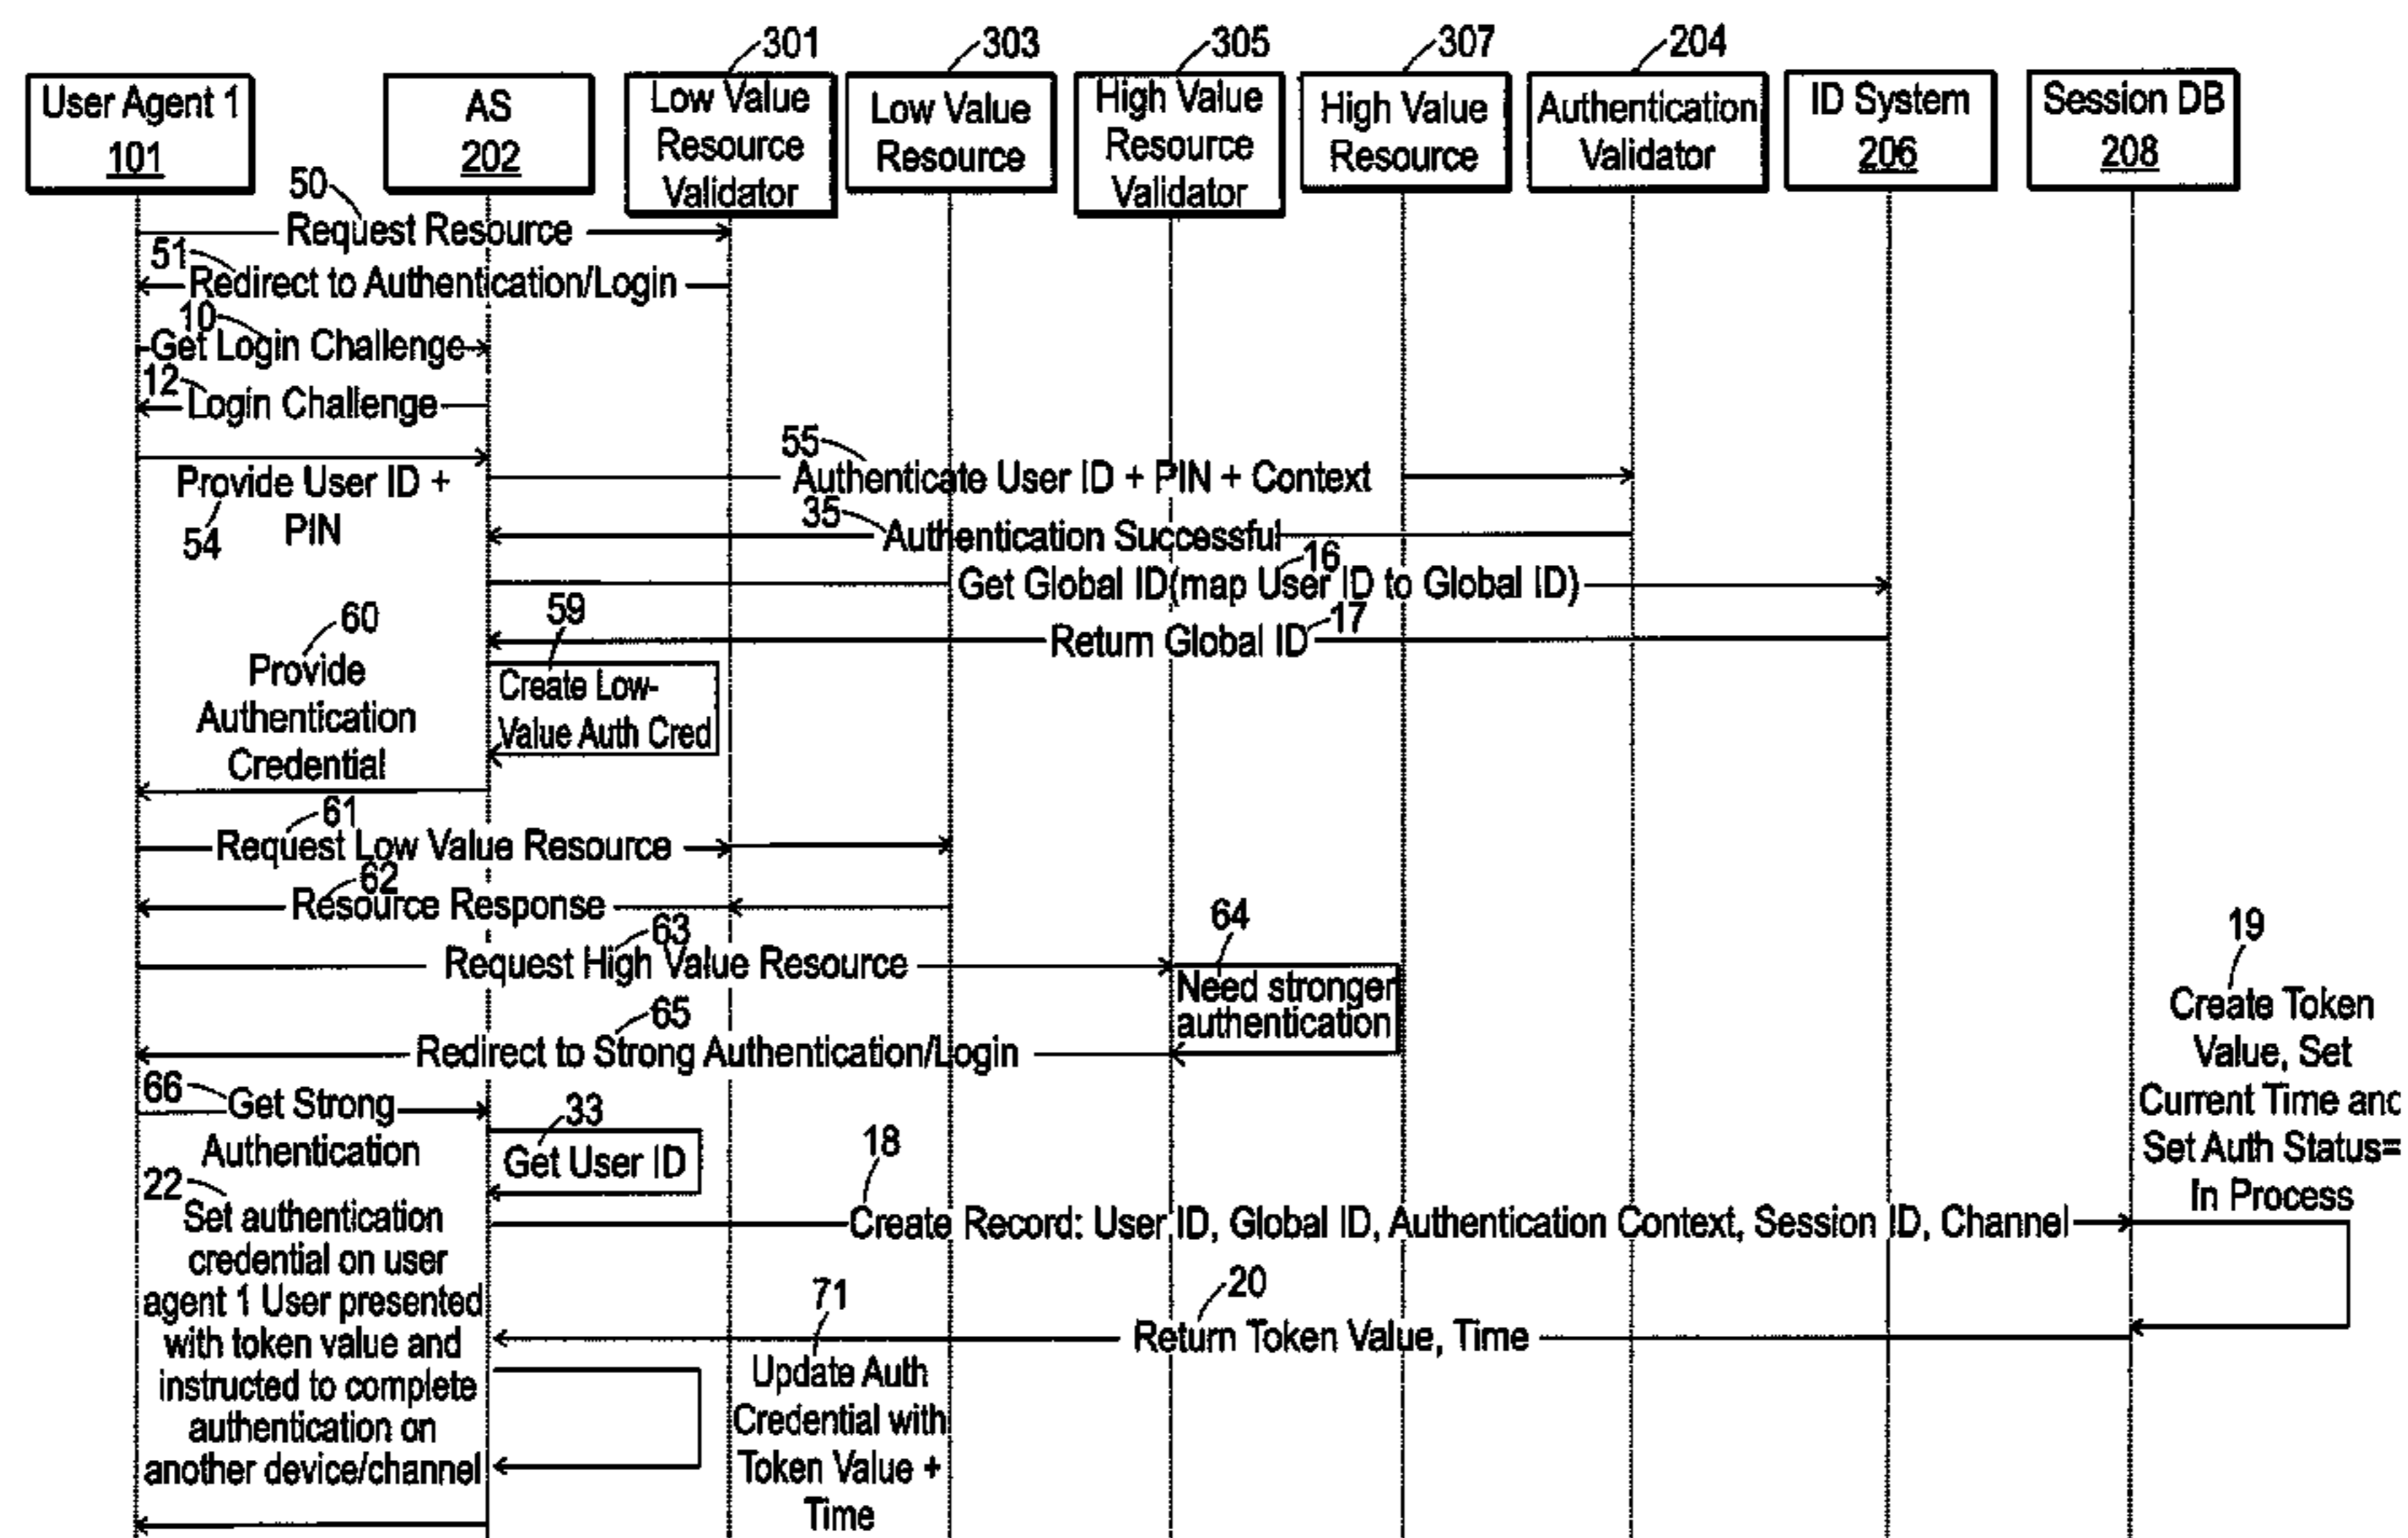 301
303
305
307
204
User Agent 1
101
AS
202
Low Value
Resource
Validator
Low Value
Resource
High Value
Resource
Validator
High Value
Resource
Authentication
Validator
ID System
206
Session DB
208
50
Request Resource
51
Redirect to Authentication/Login
10
Get Login Challenge
12
Login Challenge
55
Authenticate User ID + PIN + Context
Provide User ID +
PIN
54
35
Authentication Successful
16
Get Global ID(map User ID to Global ID)
17
Return Global ID
60
Provide
Authentication
Credential
59
Create Low-
Value Auth Cred
61
Request Low Value Resource
62
Resource Response
63
Request High Value Resource
64
Need stronger
authentication
65
Redirect to Strong Authentication/Login
19
Create Token
Value, Set
Current Time and
Set Auth Status=
In Process
66
Get Strong
Authentication
33
Get User ID
18
Create Record: User ID, Global ID, Authentication Context, Session ID, Channel
22
Set authentication
credential on user
agent 1 User presented
with token value and
instructed to complete
authentication on
another device/channel
20
Return Token Value, Time
71
Update Auth
Credential with
Token Value +
Time